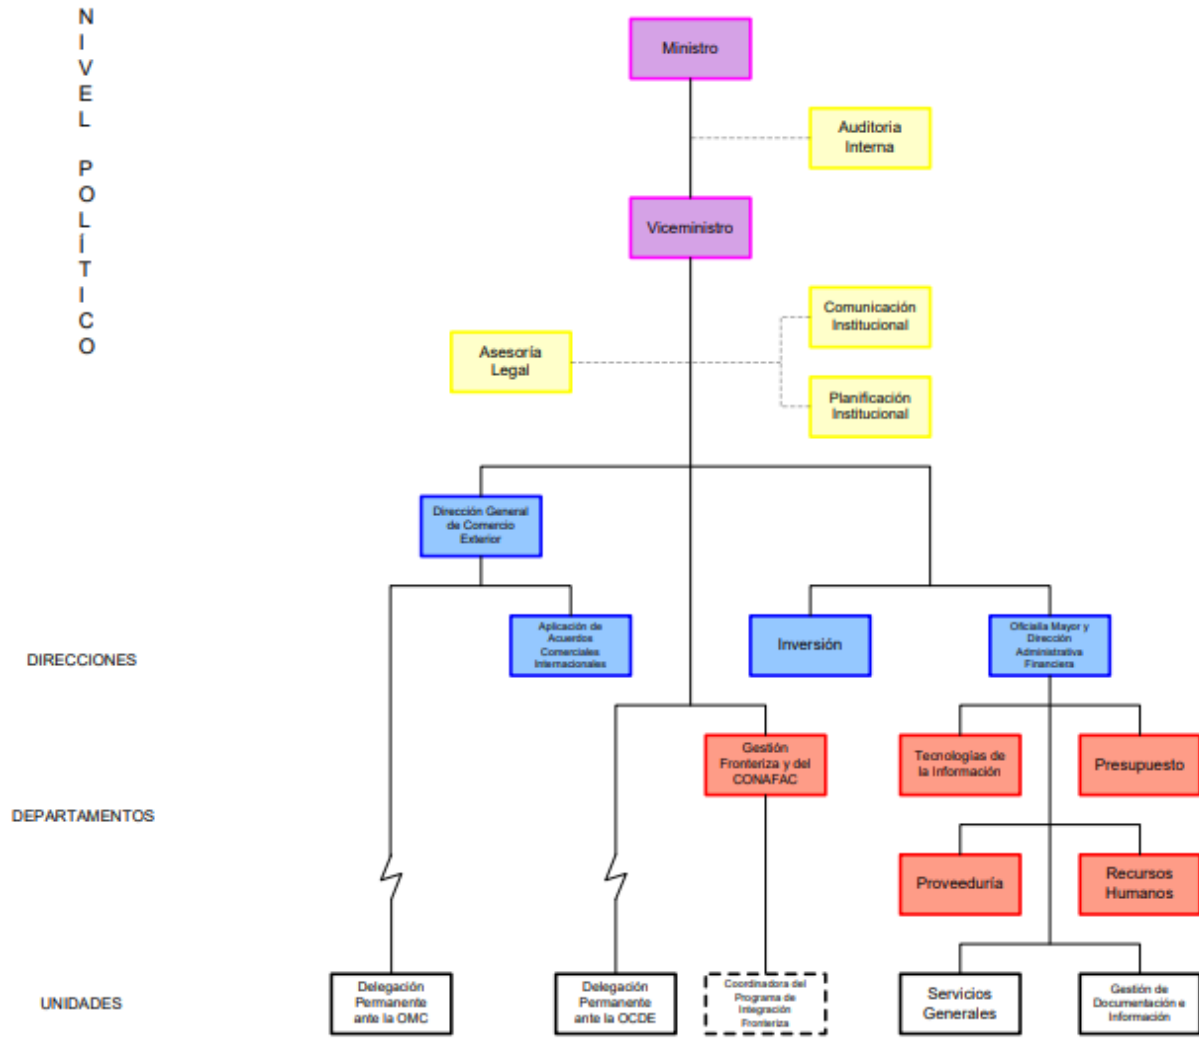 NIVEL POLÍTICO
Ministro
Auditoria
Interna
Viceministro
Comunicación
Institucional
Asesoría
Legal
Planificación
Institucional
Dirección General
de Comercio
Exterior
DIRECCIONES
Aplicación de
Acuerdos
Comerciales
Internacionales
Inversión
Oficialía Mayor y
Dirección
Administrativa
Financiera
Gestión
Fronteriza y del
CONAFAC
Tecnologías de
la Información
Presupuesto
DEPARTAMENTOS
Proveeduría
Recursos
Humanos
UNIDADES
Delegación
Permanente
ante la OMC
Delegación
Permanente
ante la OCDE
Coordinadora del
Programa de
Integración
Fronteriza
Servicios
Generales
Gestión de
Documentación e
Información